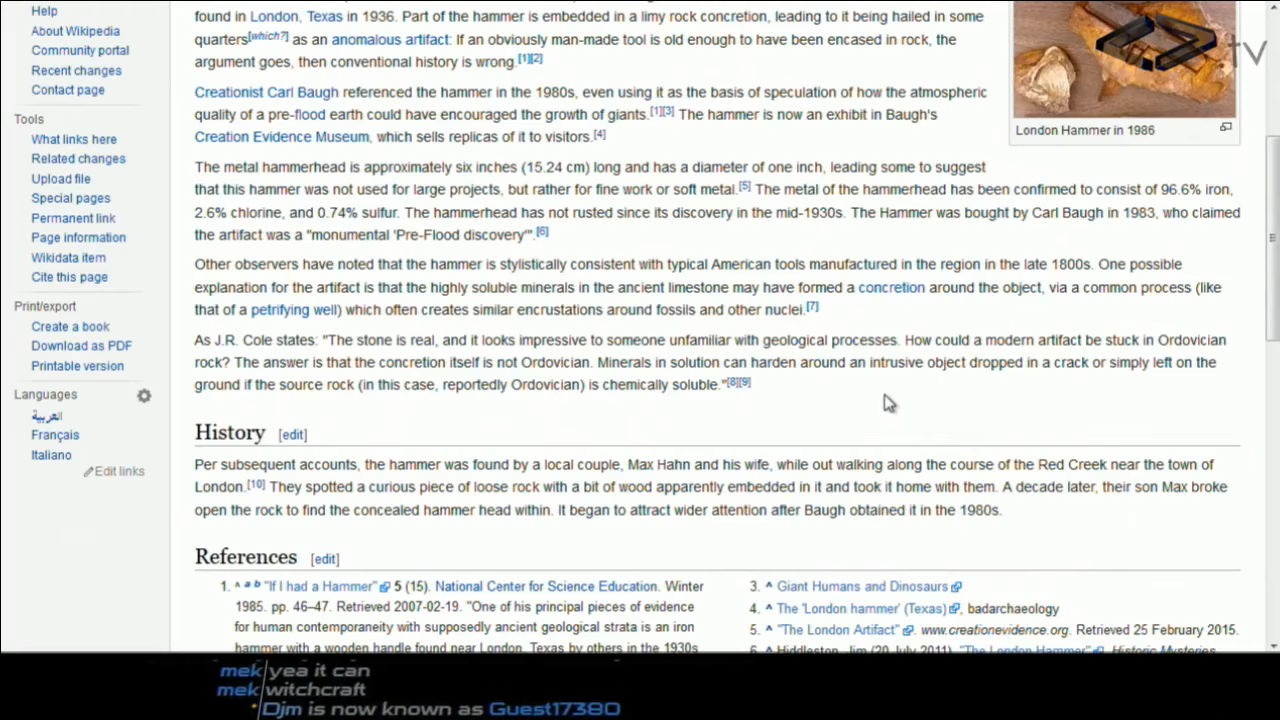 Help
About Wikipedia
Community portal
Recent changes
Contact page
Tools
What links here
Related changes
Upload file
Special pages
Permanent link
Page information
Wikidata item
Cite this page
Print/export
Create a book
Download as PDF
Printable version
Languages
العربية
Français
Italiano
Edit links
found in London, Texas in 1936. Part of the hammer is embedded in a limy rock concretion, leading to it being hailed in some
quarters[which?] as an anomalous artifact: If an obviously man-made tool is old enough to have been encased in rock, the
argument goes, then conventional history is wrong.[1][2]
Creationist Carl Baugh referenced the hammer in the 1980s, even using it as the basis of speculation of how the atmospheric
quality of a pre-flood earth could have encouraged the growth of giants.[1][3] The hammer is now an exhibit in Baugh's
Creation Evidence Museum, which sells replicas of it to visitors.[4]
tv
London Hammer in 1986
The metal hammerhead is approximately six inches (15.24 cm) long and has a diameter of one inch, leading some to suggest
that this hammer was not used for large projects, but rather for fine work or soft metal.[5] The metal of the hammerhead has been confirmed to consist of 96.6% iron,
2.6% chlorine, and 0.74% sulfur. The hammerhead has not rusted since its discovery in the mid-1930s. The Hammer was bought by Carl Baugh in 1983, who claimed
the artifact was a "monumental 'Pre-Flood discovery'".[6]
Other observers have noted that the hammer is stylistically consistent with typical American tools manufactured in the region in the late 1800s. One possible
explanation for the artifact is that the highly soluble minerals in the ancient limestone may have formed a concretion around the object, via a common process (like
that of a petrifying well) which often creates similar encrustations around fossils and other nuclei.[7]
As J.R. Cole states: "The stone is real, and it looks impressive to someone unfamiliar with geological processes. How could a modern artifact be stuck in Ordovician
rock? The answer is that the concretion itself is not Ordovician. Minerals in solution can harden around an intrusive object dropped in a crack or simply left on the
ground if the source rock (in this case, reportedly Ordovician) is chemically soluble."[8][9]
History [edit]
Per subsequent accounts, the hammer was found by a local couple, Max Hahn and his wife, while out walking along the course of the Red Creek near the town of
London.[10] They spotted a curious piece of loose rock with a bit of wood apparently embedded in it and took it home with them. A decade later, their son Max broke
open the rock to find the concealed hammer head within. It began to attract wider attention after Baugh obtained it in the 1980s.
References [edit]
1. ^ a b "If I had a Hammer" 5 (15). National Center for Science Education. Winter
1985. pp. 46–47. Retrieved 2007-02-19. "One of his principal pieces of evidence
for human contemporaneity with supposedly ancient geological strata is an iron
hammer with a wooden handle found near London, Texas by others in the 1930s
3. ^ Giant Humans and Dinosaurs
4. ^ The 'London hammer' (Texas), badarchaeology
5. ^ "The London Artifact". www.creationevidence.org. Retrieved 25 February 2015.
6. ^ Hiddleston, Jim (20 July 2011). "The London Hammer". Historic Mysteries.
mek yea it can
mek witchcraft
* Djm is now known as Guest17380